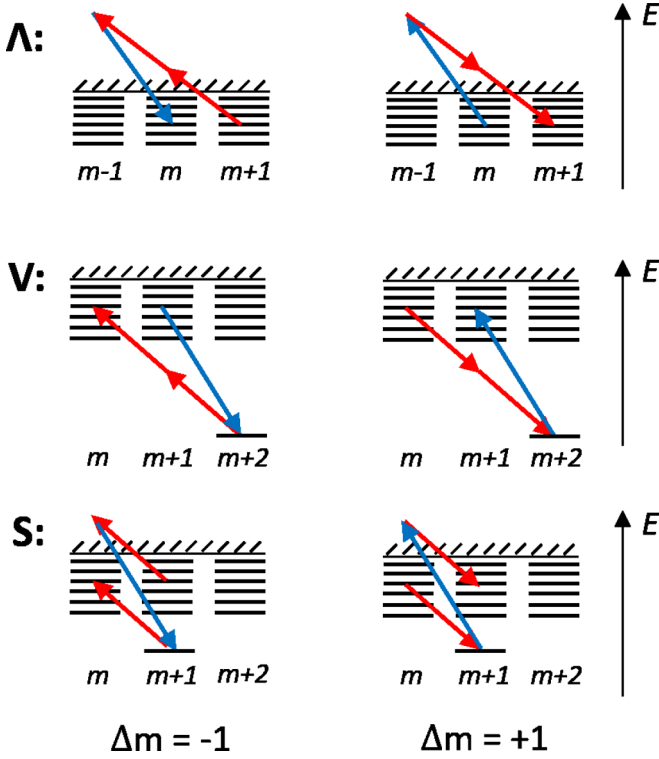 Λ:
E
m-1 m m+1
m-1 m m+1
V:
E
m m+1 m+2
m m+1 m+2
S:
E
m m+1 m+2
m m+1 m+2
Δm = -1
Δm = +1